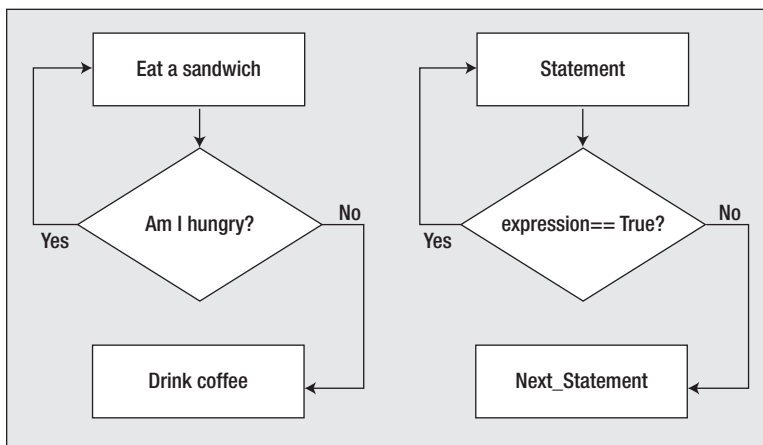 Eat a sandwich
Am I hungry?
Yes
No
Drink coffee
Statement
expression== True?
Yes
No
Next_Statement